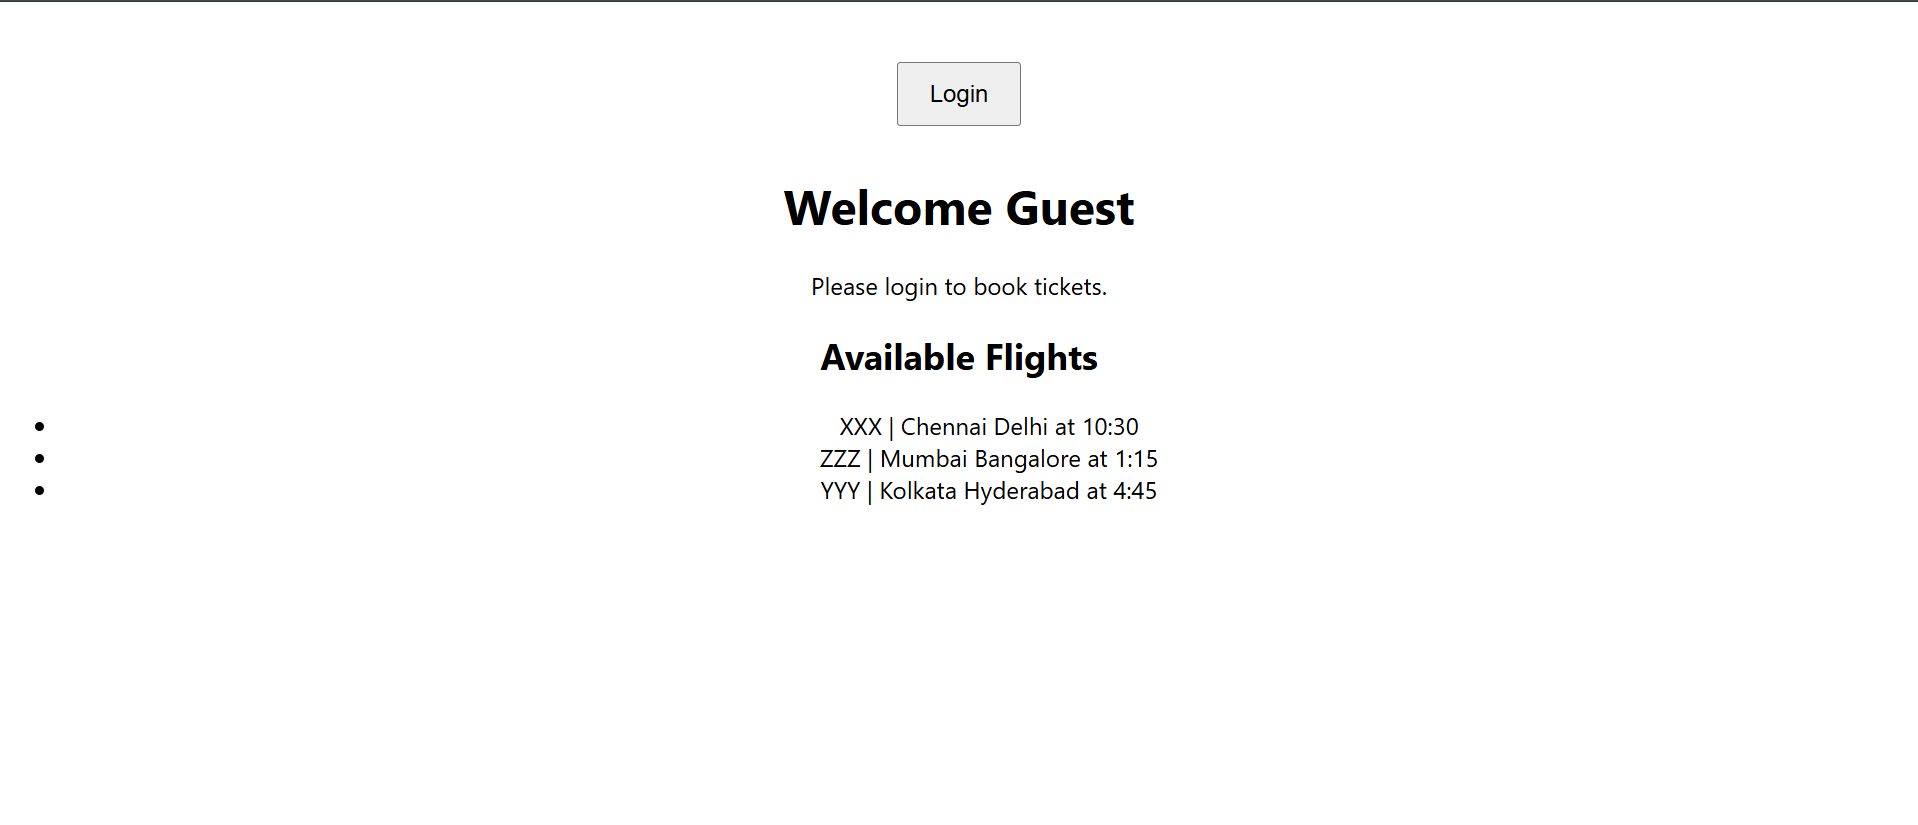 Login
Welcome Guest
Please login to book tickets.
Available Flights
XXX | Chennai Delhi at 10:30
ZZZ | Mumbai Bangalore at 1:15
YYY | Kolkata Hyderabad at 4:45